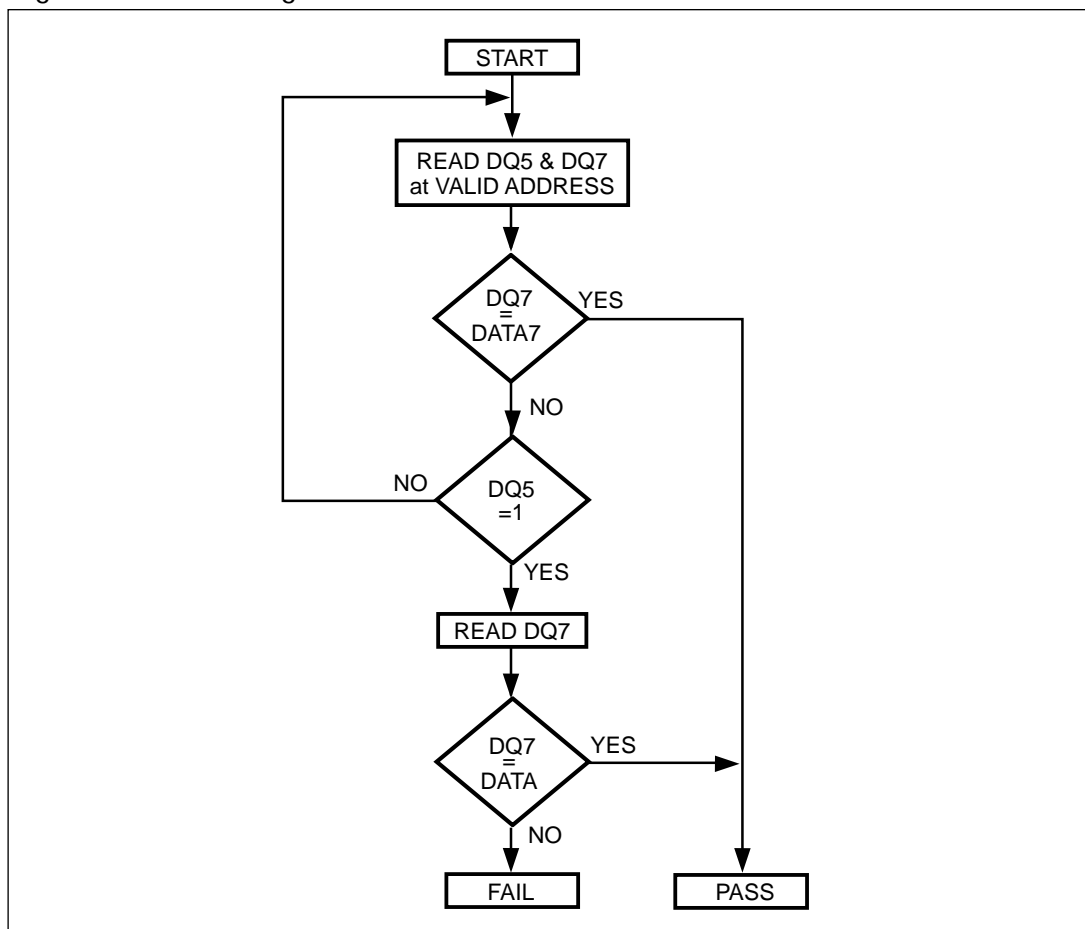 START
READ DQ5 & DQ7
at VALID ADDRESS
DQ7
=
DATA7
YES
NO
DQ5
=1
NO
YES
READ DQ7
DQ7
=
DATA
YES
NO
FAIL
PASS